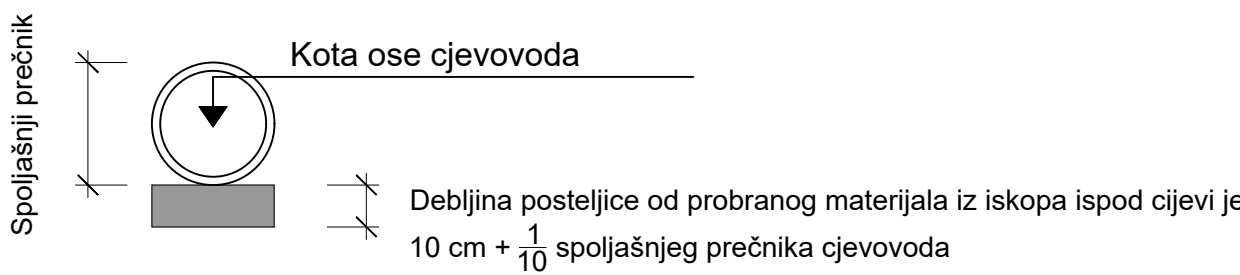 Spoljašnji prečnik
Kota ose cjevovoda
Debljina posteljice od probranog materijala iz iskopa ispod cijevi je
10 cm + 1/10 spoljašnjeg prečnika cjevovoda